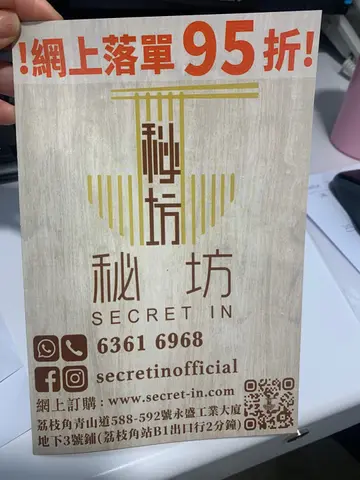 !網上落單95折!
秘
坊
秘坊
SECRET IN
6361 6968
secretinofficial
網上訂購：www.secret-in.com
荔枝角青山道588-592號永盛工業大廈
地下3號鋪(荔枝角站B1出口行2分鐘)